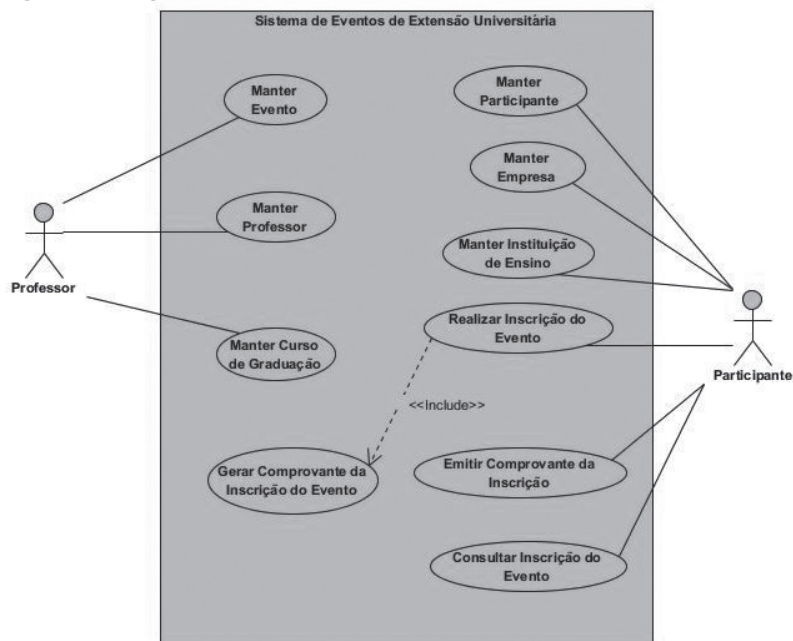 Sistema de Eventos de Extensão Universitária
Manter
Evento
Manter
Participante
Manter
Empresa
Manter
Professor
Manter Instituição
de Ensino
Professor
Realizar Inscrição do
Evento
Manter Curso
de Graduação
Participante
<<Include>>
Gerar Comprovante da
Inscrição do Evento
Emitir Comprovante da
Inscrição
Consultar Inscrição do
Evento